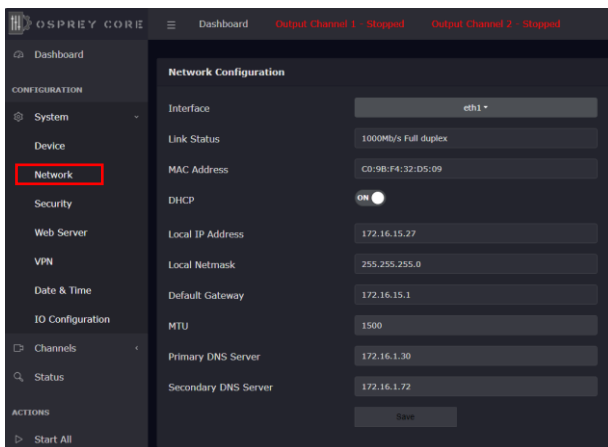 OSPREY CORE
Dashboard
Output Channel 1 - Stopped
Output Channel 2 - Stopped
Dashboard
CONFIGURATION
System
Device
Network
Security
Web Server
VPN
Date & Time
IO Configuration
Channels
Status
ACTIONS
Start All
Network Configuration
Interface eth1
Link Status 1000Mb/s Full duplex
MAC Address C0:9B:F4:32:D5:09
DHCP ON
Local IP Address 172.16.15.27
Local Netmask 255.255.255.0
Default Gateway 172.16.15.1
MTU 1500
Primary DNS Server 172.16.1.30
Secondary DNS Server 172.16.1.72
Save